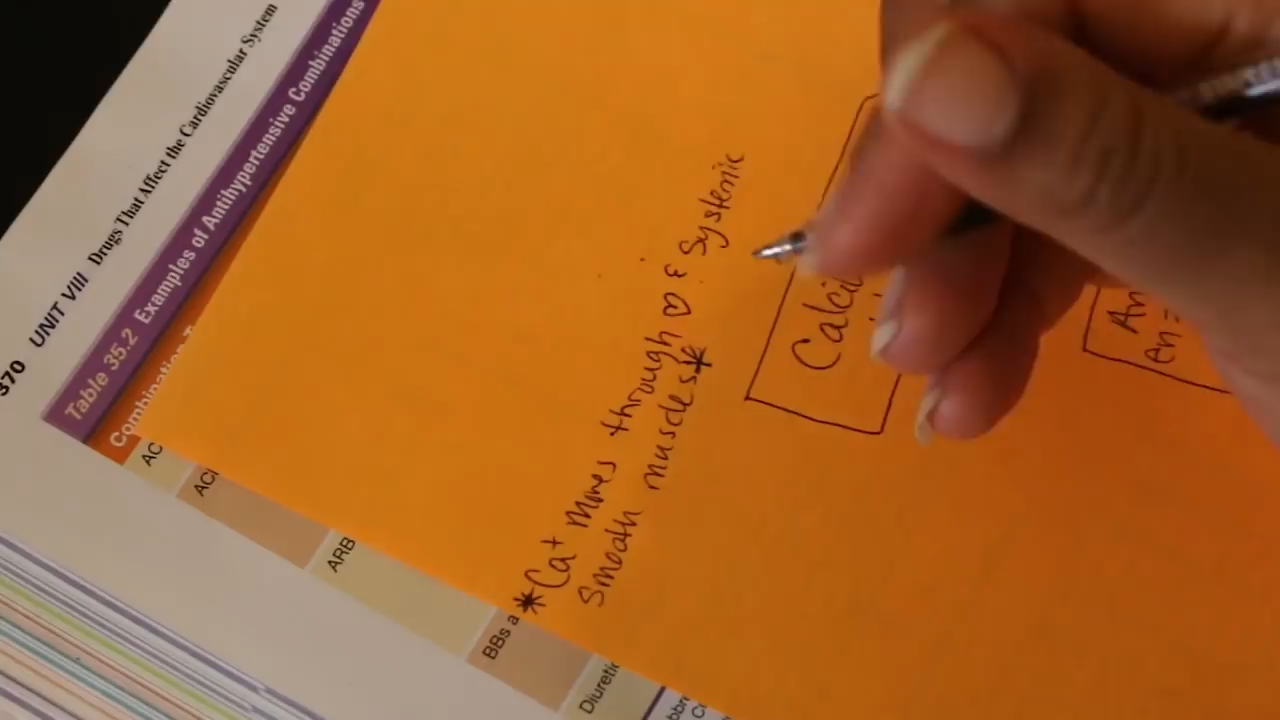 370 UNIT VIII Drugs That Affect the Cardiovascular System
Table 35.2 Examples of Antihypertensive Combinations
Combination
AC
ACI
ARB
BBs a
Diuretic
*Ca+ moves through ♡ & Systemic
Smooth muscles*
Calci
An
en =